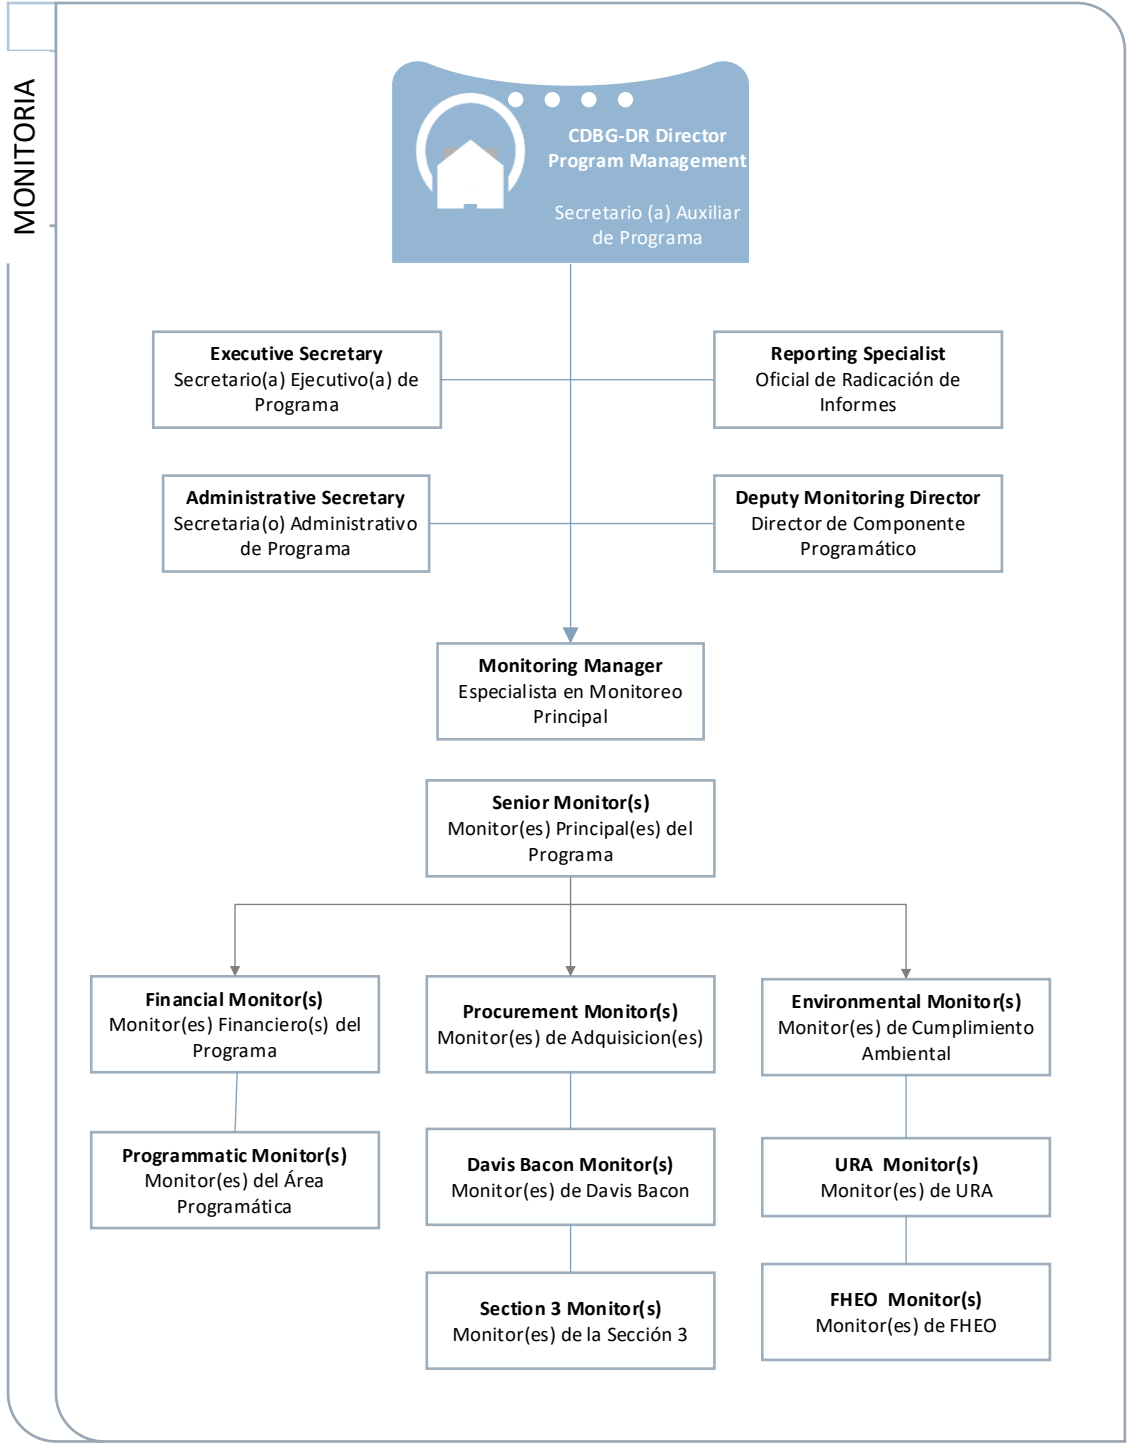 MONITORIA
CDBG-DR Director
Program Management
Secretario (a) Auxiliar
de Programa
Executive Secretary
Secretario(a) Ejecutivo(a) de
Programa
Reporting Specialist
Oficial de Radicación de
Informes
Administrative Secretary
Secretaria(o) Administrativo
de Programa
Deputy Monitoring Director
Director de Componente
Programático
Monitoring Manager
Especialista en Monitoreo
Principal
Senior Monitor(s)
Monitor(es) Principal(es) del
Programa
Financial Monitor(s)
Monitor(es) Financiero(s) del
Programa
Procurement Monitor(s)
Monitor(es) de Adquisicion(es)
Environmental Monitor(s)
Monitor(es) de Cumplimiento
Ambiental
Programmatic Monitor(s)
Monitor(es) del Área
Programática
Davis Bacon Monitor(s)
Monitor(es) de Davis Bacon
URA  Monitor(s)
Monitor(es) de URA
Section 3 Monitor(s)
Monitor(es) de la Sección 3
FHEO  Monitor(s)
Monitor(es) de FHEO